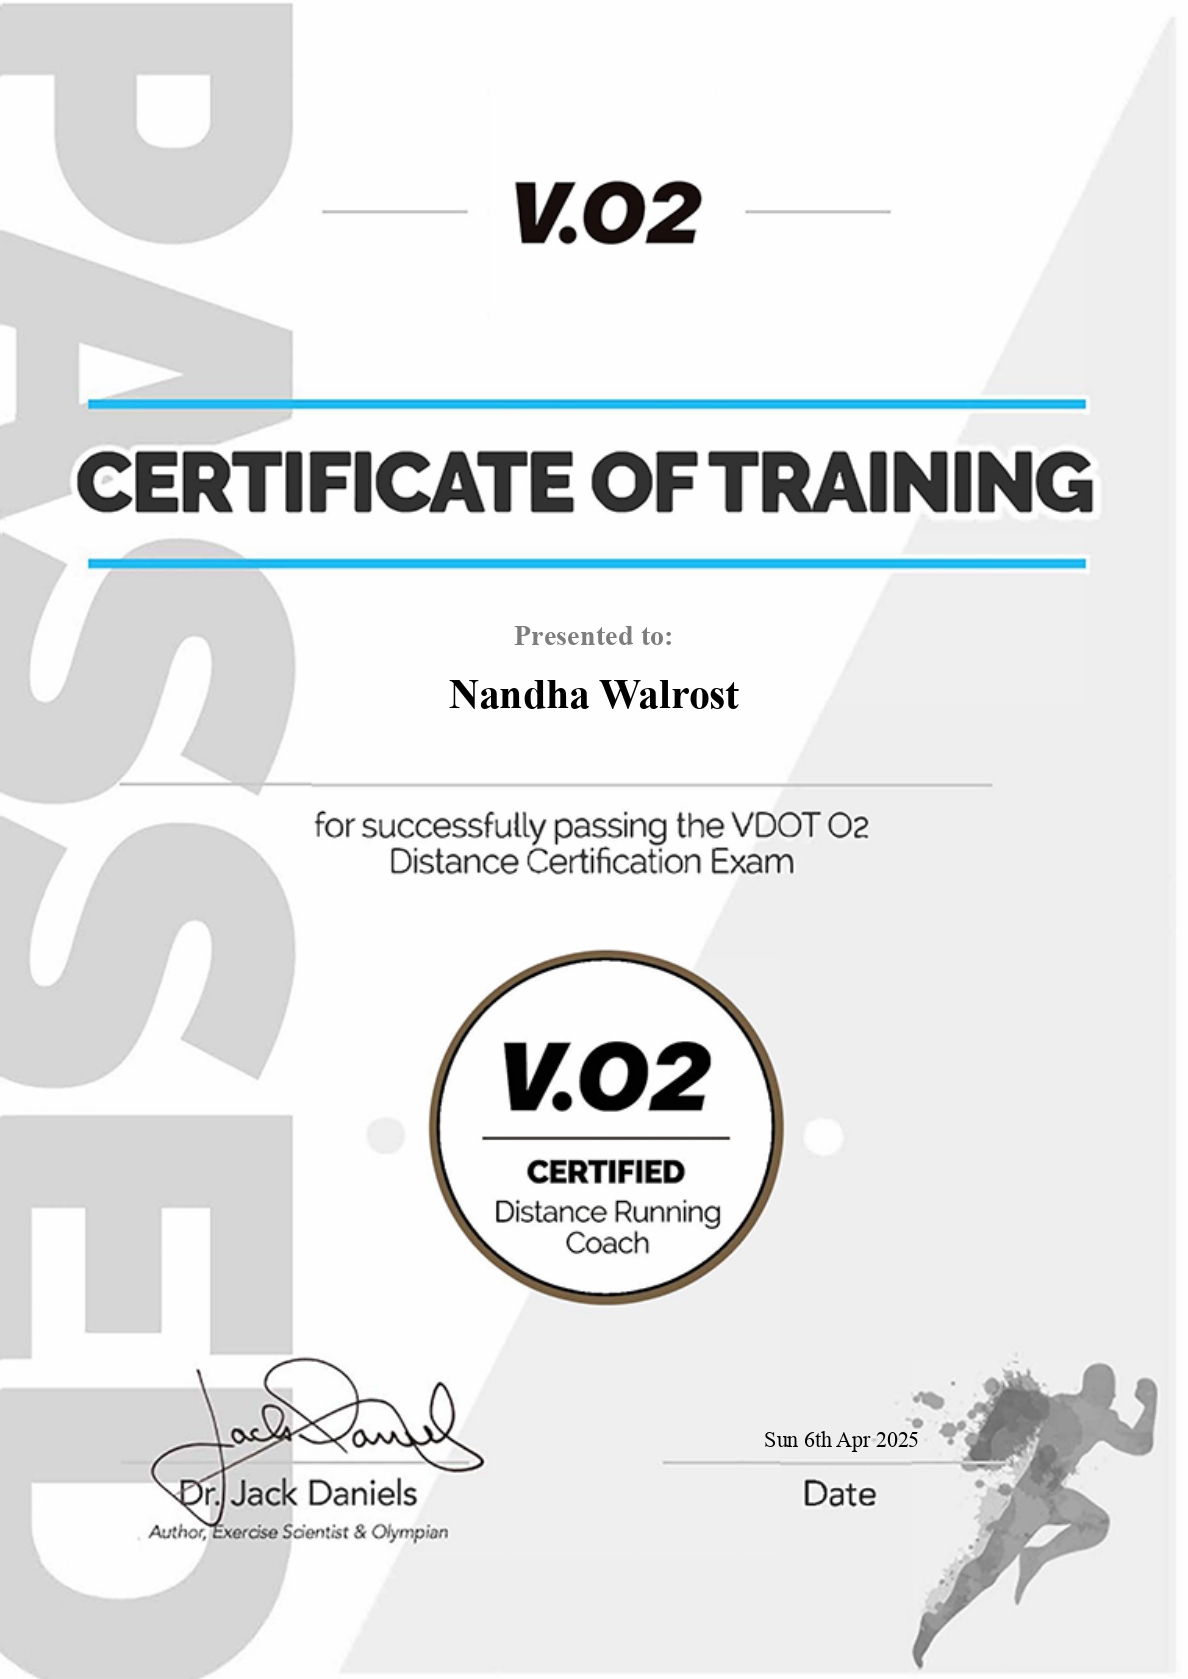 PASSED
V.O2
CERTIFICATE OF TRAINING
Presented to:
Nandha Walrost
for successfully passing the VDOT O2
Distance Certification Exam
V.O2
CERTIFIED
Distance Running
Coach
Jack Daniels
Sun 6th Apr 2025
Dr. Jack Daniels
Date
Author, Exercise Scientist & Olympian